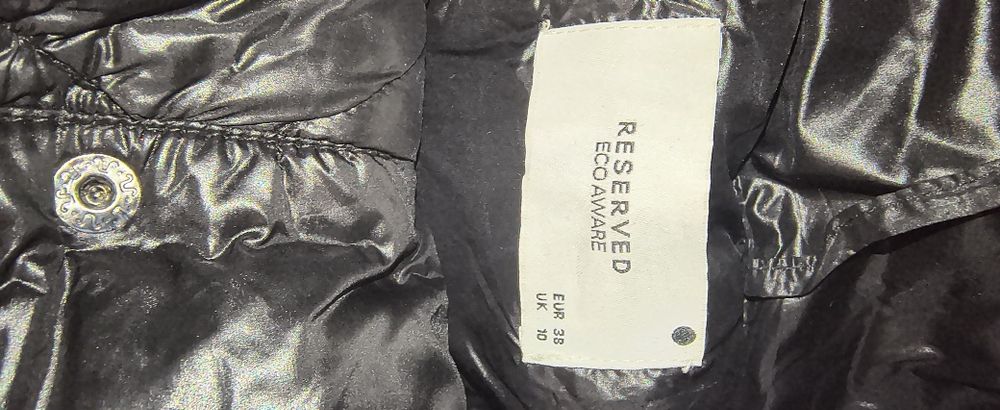 RESERVED
ECOAWARE
EUR 38
UK 10